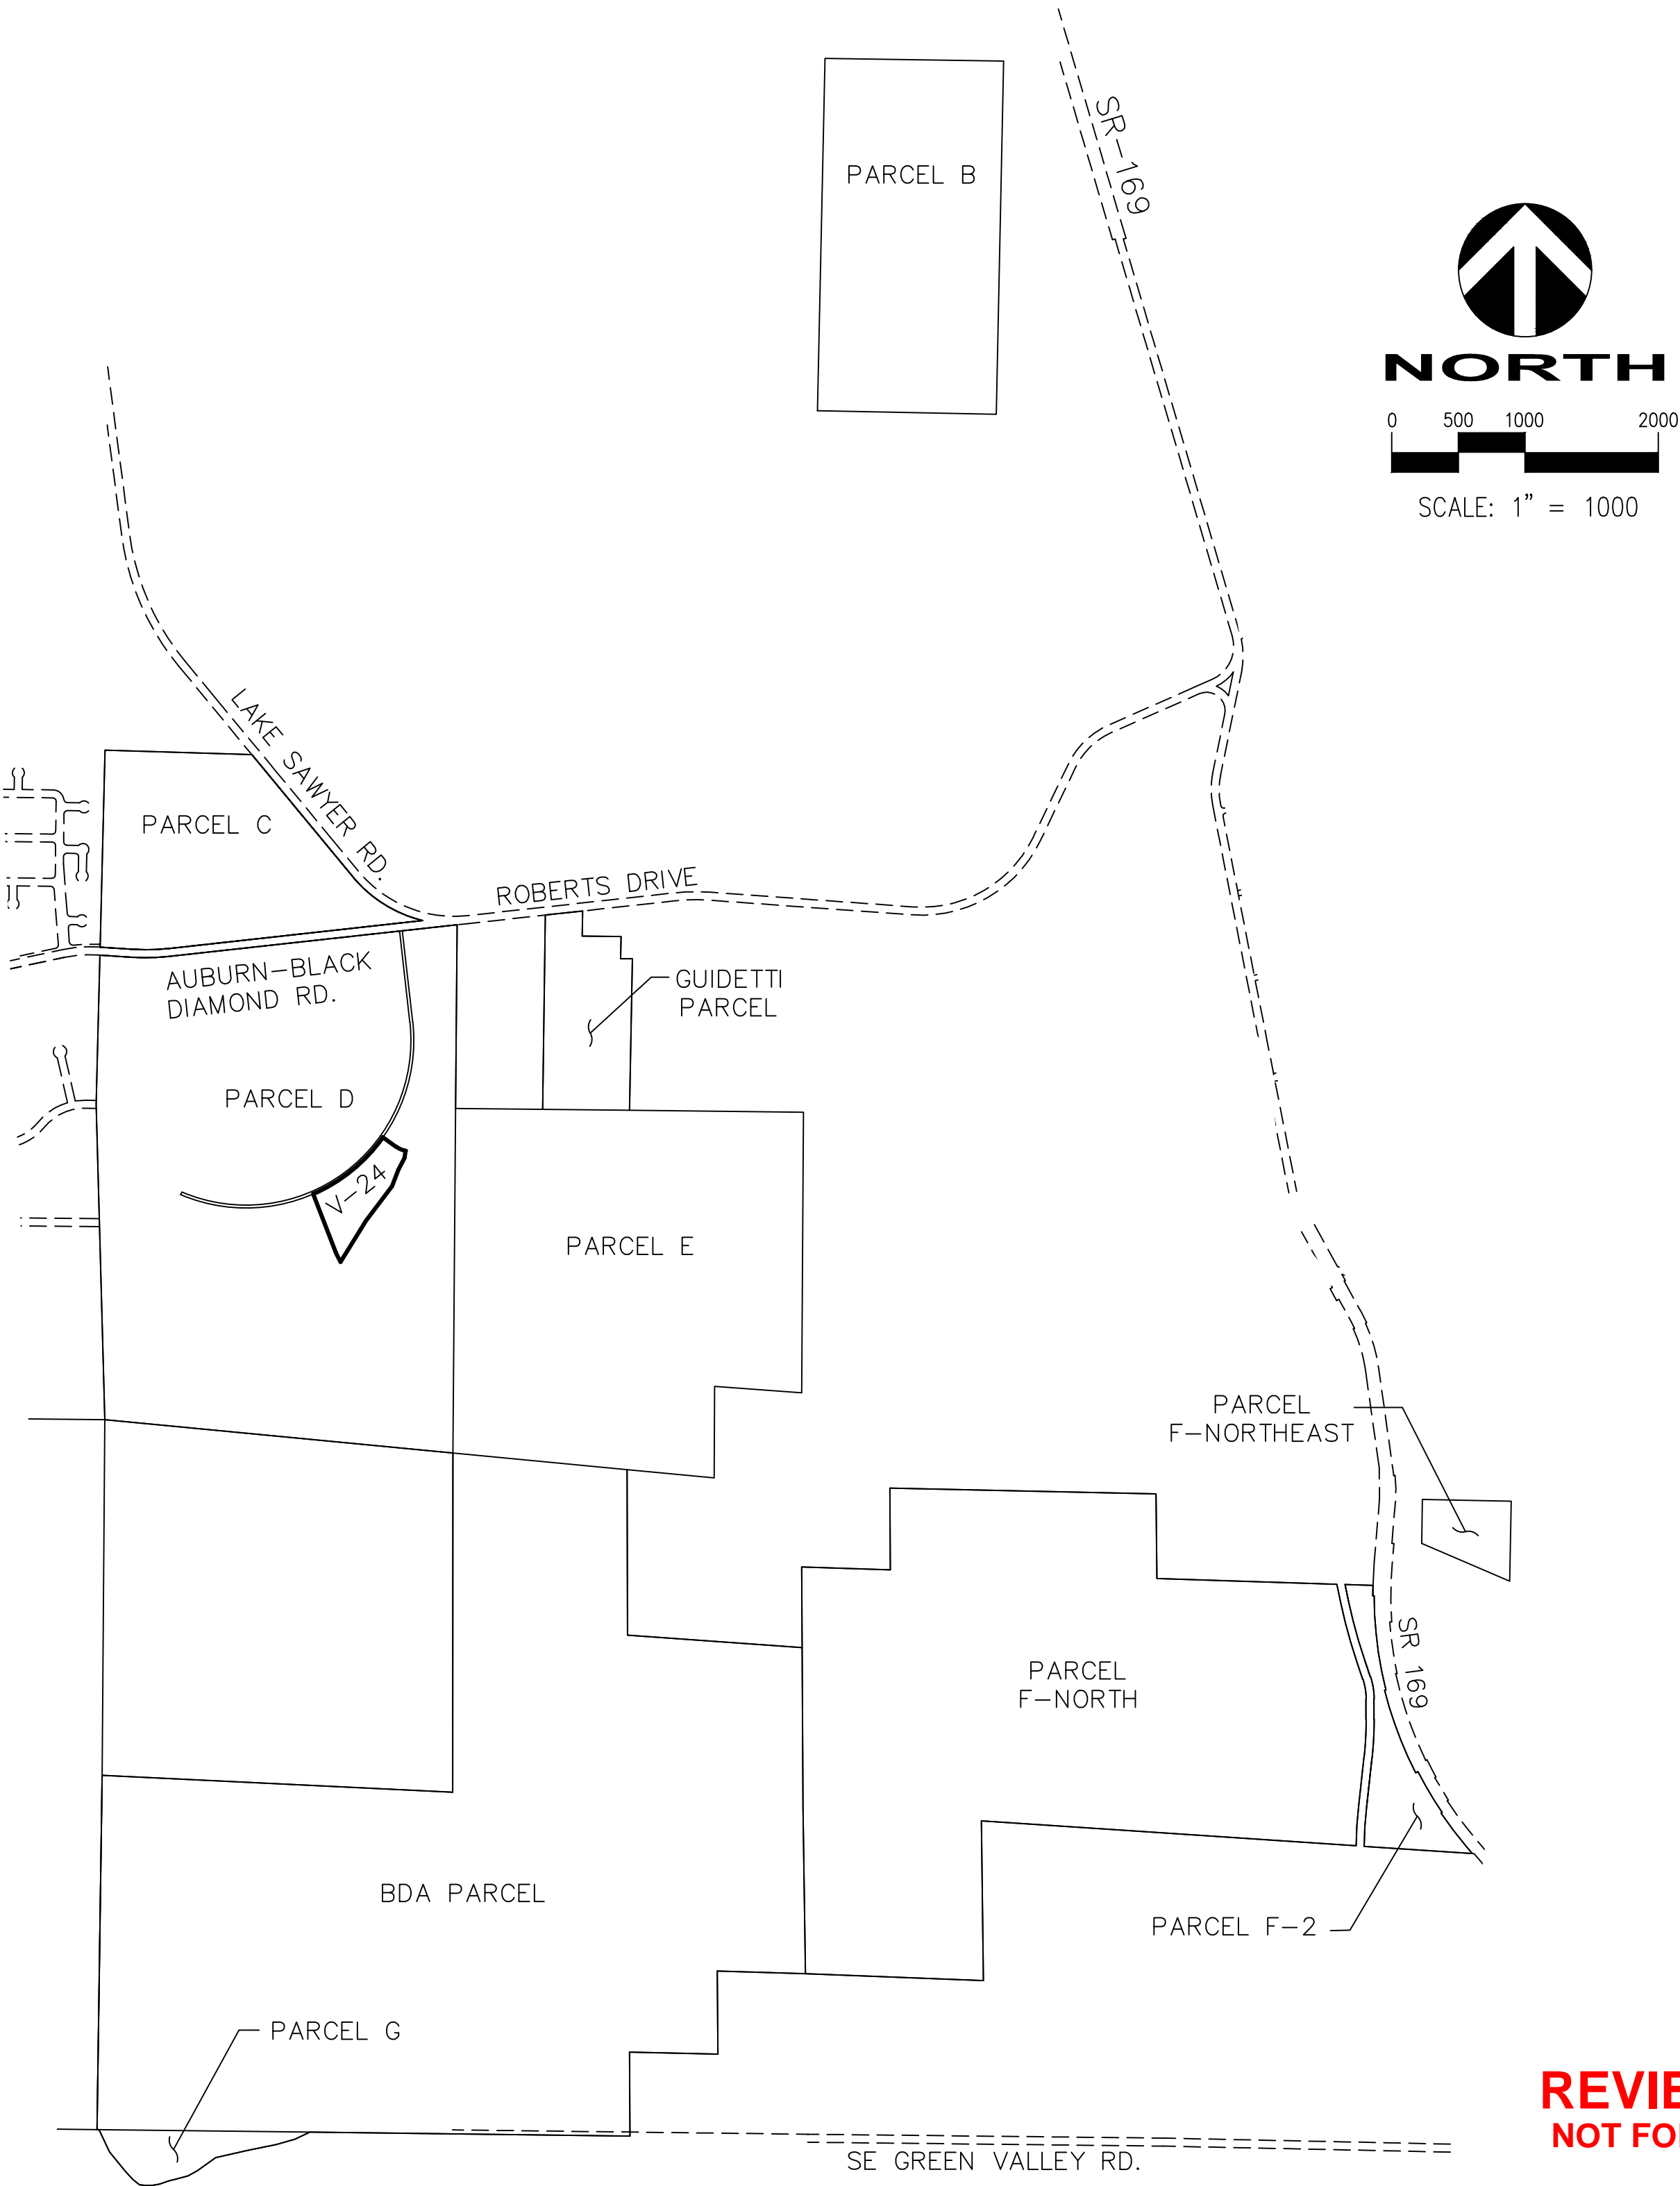 PARCEL B
SR-169
NORTH
0 500 1000 2000
SCALE: 1" = 1000
LAKE SAWYER RD.
PARCEL C
ROBERTS DRIVE
AUBURN-BLACK
DIAMOND RD.
GUIDETTI
PARCEL
PARCEL D
V-24
PARCEL E
PARCEL
F-NORTHEAST
PARCEL
F-NORTH
SR 169
BDA PARCEL
PARCEL F-2
PARCEL G
SE GREEN VALLEY RD.
NOT